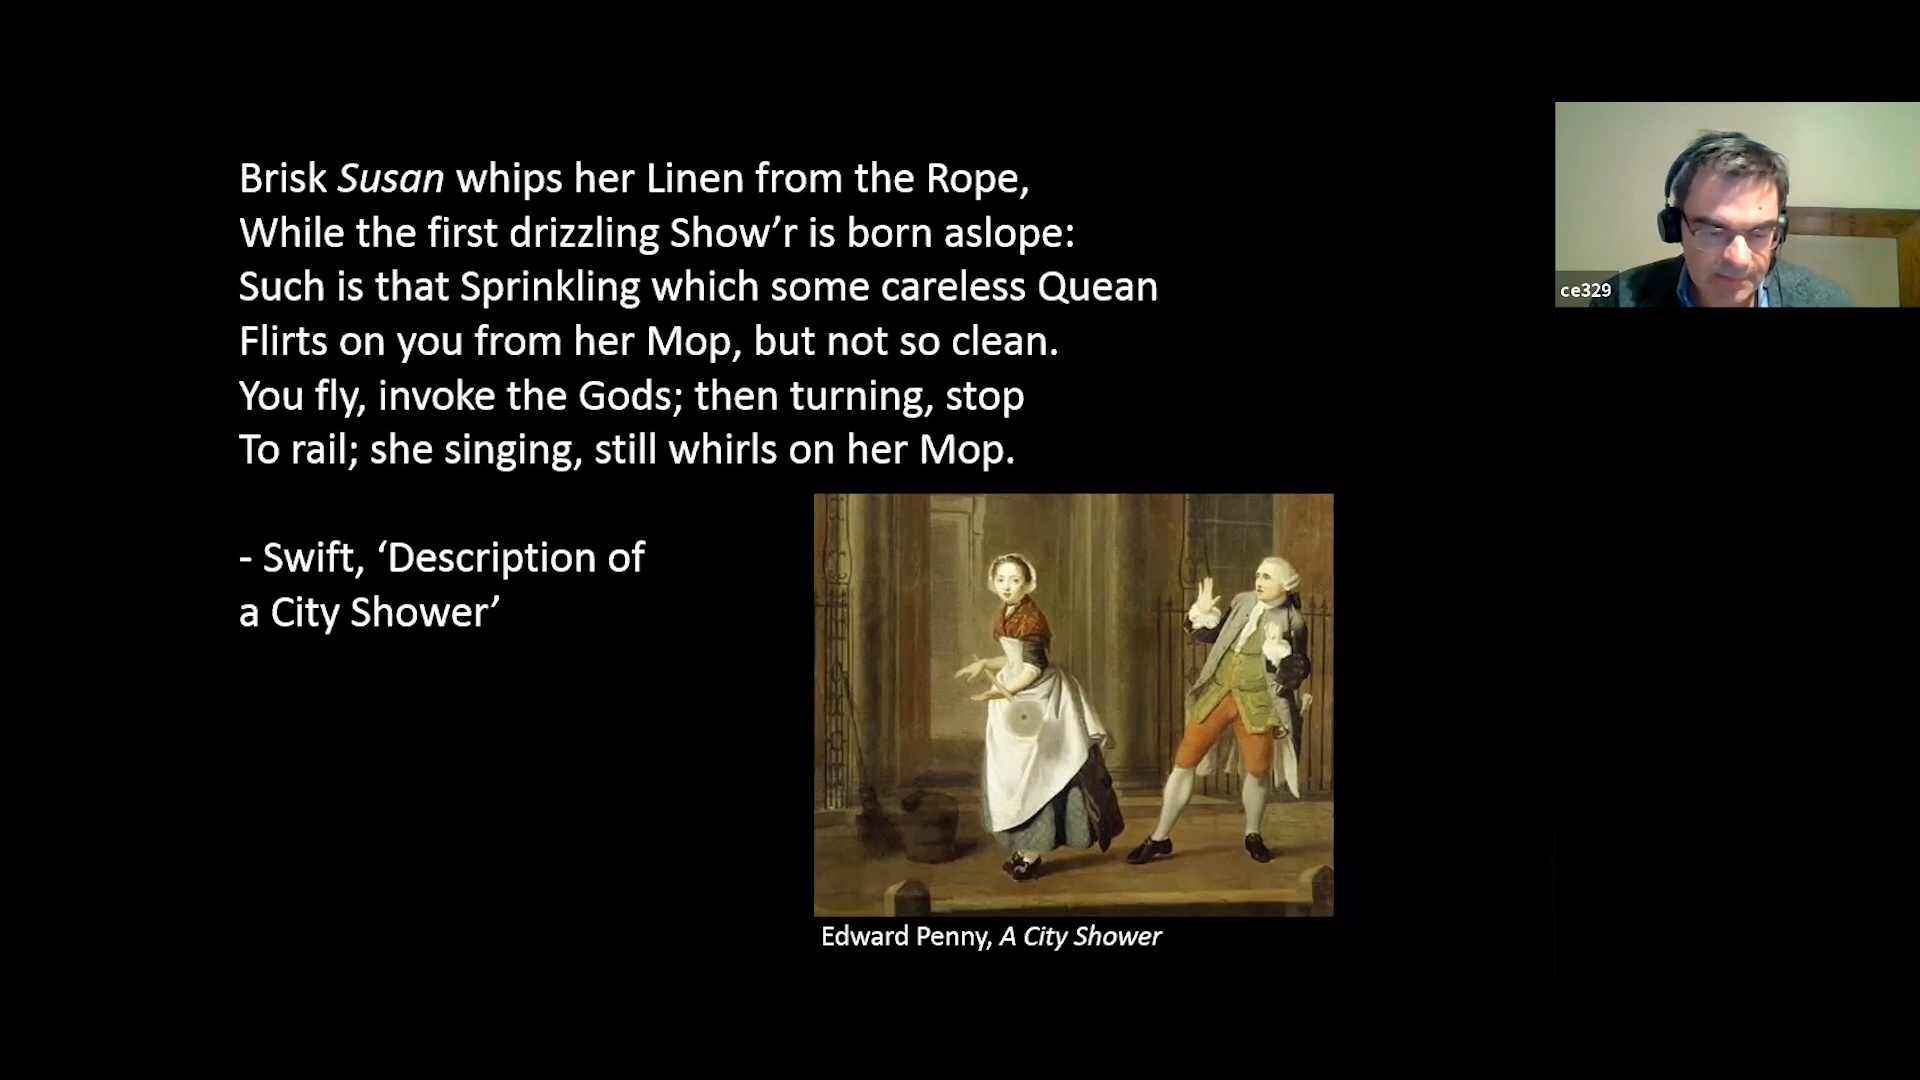 Brisk Susan whips her Linen from the Rope,
While the first drizzling Show’r is born aslope:
Such is that Sprinkling which some careless Quean
Flirts on you from her Mop, but not so clean.
You fly, invoke the Gods; then turning, stop
To rail; she singing, still whirls on her Mop.
- Swift, ‘Description of
a City Shower’
Edward Penny, A City Shower
ce329